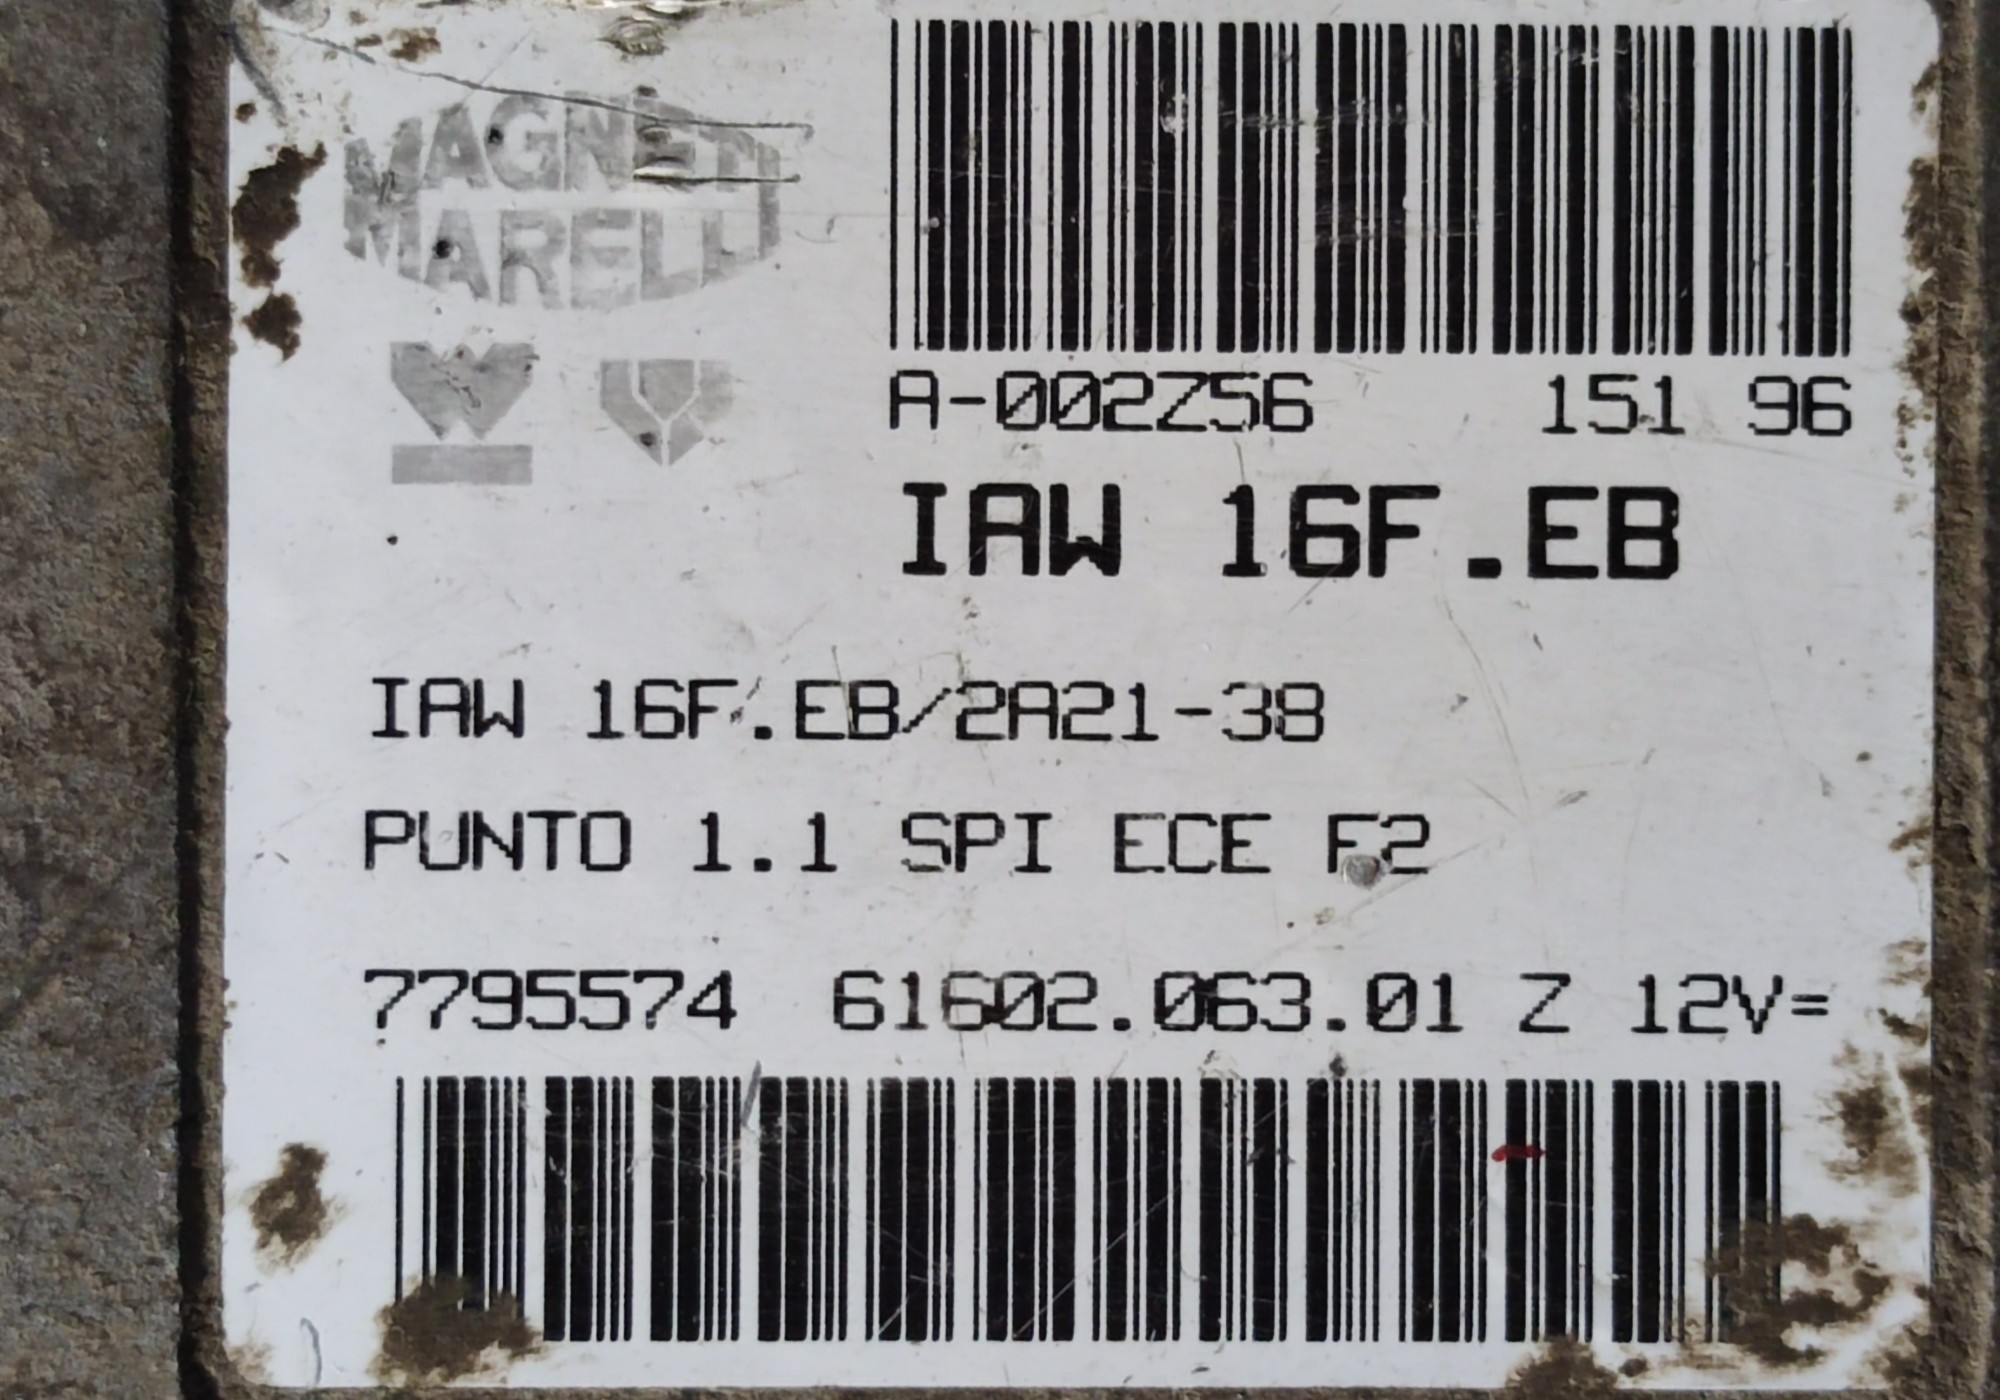 MAGNETI
MARELLI
A-002Z56 151 96
IAW 16F.EB
IAW 16F.EB/2A21-38
PUNTO 1.1 SPI ECE F2
7795574 61602.063.01 Z 12V=